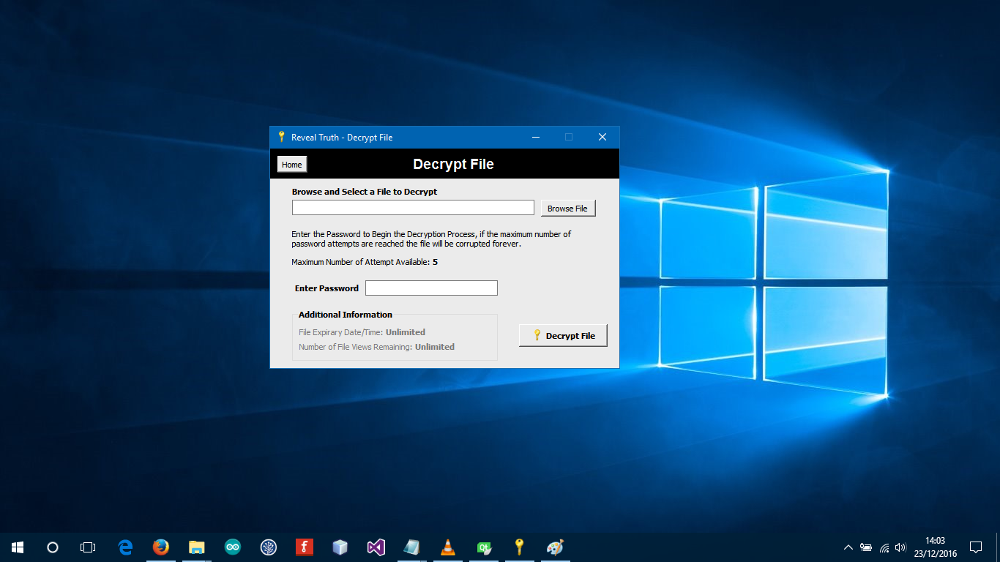 Reveal Truth - Decrypt File
Home
Decrypt File
Browse and Select a File to Decrypt
Browse File
Enter the Password to Begin the Decryption Process, if the maximum number of
password attempts are reached the file will be corrupted forever.
Maximum Number of Attempt Available: 5
Enter Password
Additional Information
File Expirary Date/Time: Unlimited
Number of File Views Remaining: Unlimited
Decrypt File
Qt
14:03
23/12/2016